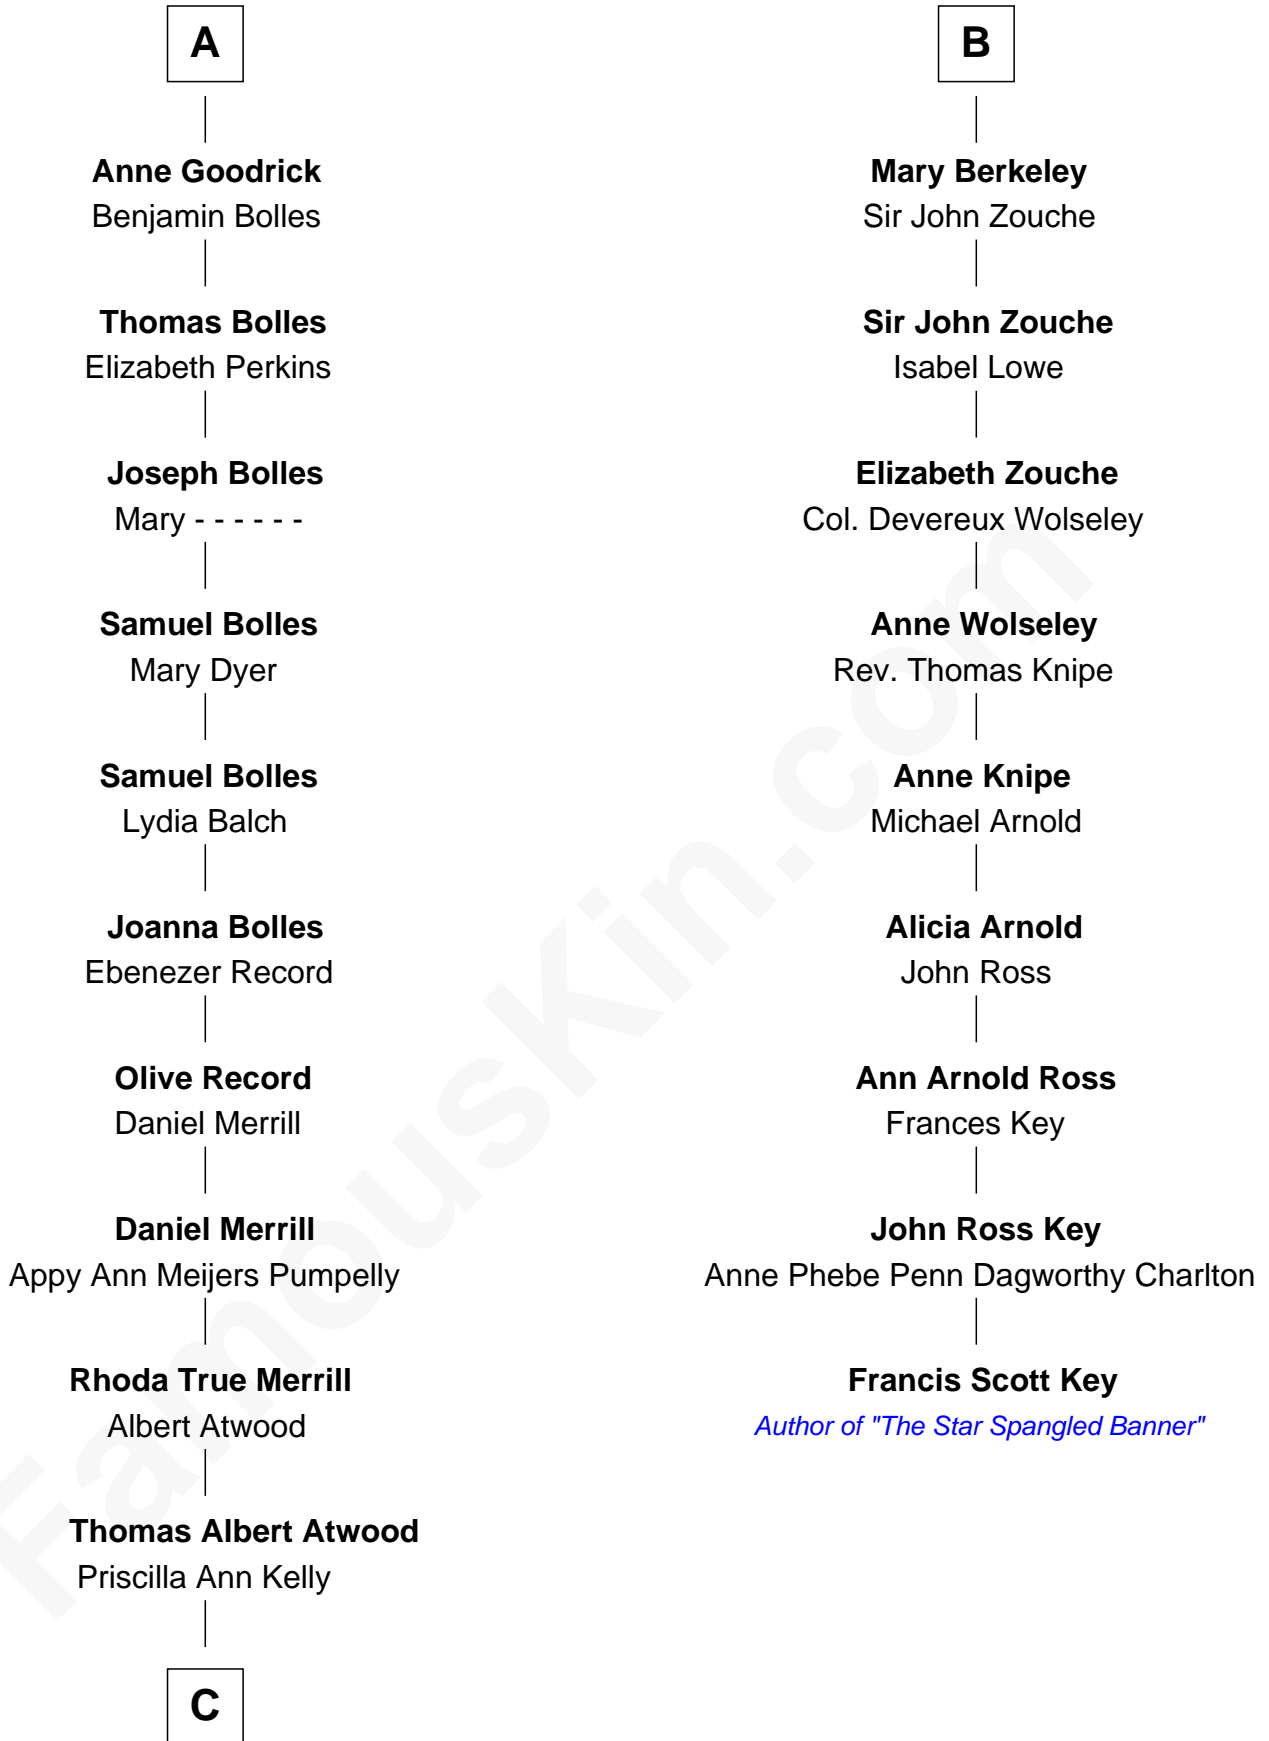 A
Anne Goodrick
Benjamin Bolles
Thomas Bolles
Elizabeth Perkins
Joseph Bolles
Mary - - - - - -
Samuel Bolles
Mary Dyer
Samuel Bolles
Lydia Balch
Joanna Bolles
Ebenezer Record
Olive Record
Daniel Merrill
Daniel Merrill
Appy Ann Meijers Pumpelly
Rhoda True Merrill
Albert Atwood
Thomas Albert Atwood
Priscilla Ann Kelly
C
B
Mary Berkeley
Sir John Zouche
Sir John Zouche
Isabel Lowe
Elizabeth Zouche
Col. Devereux Wolseley
Anne Wolseley
Rev. Thomas Knipe
Anne Knipe
Michael Arnold
Alicia Arnold
John Ross
Ann Arnold Ross
Frances Key
John Ross Key
Anne Phebe Penn Dagworthy Charlton
Francis Scott Key
Author of "The Star Spangled Banner"
FamousKin.com